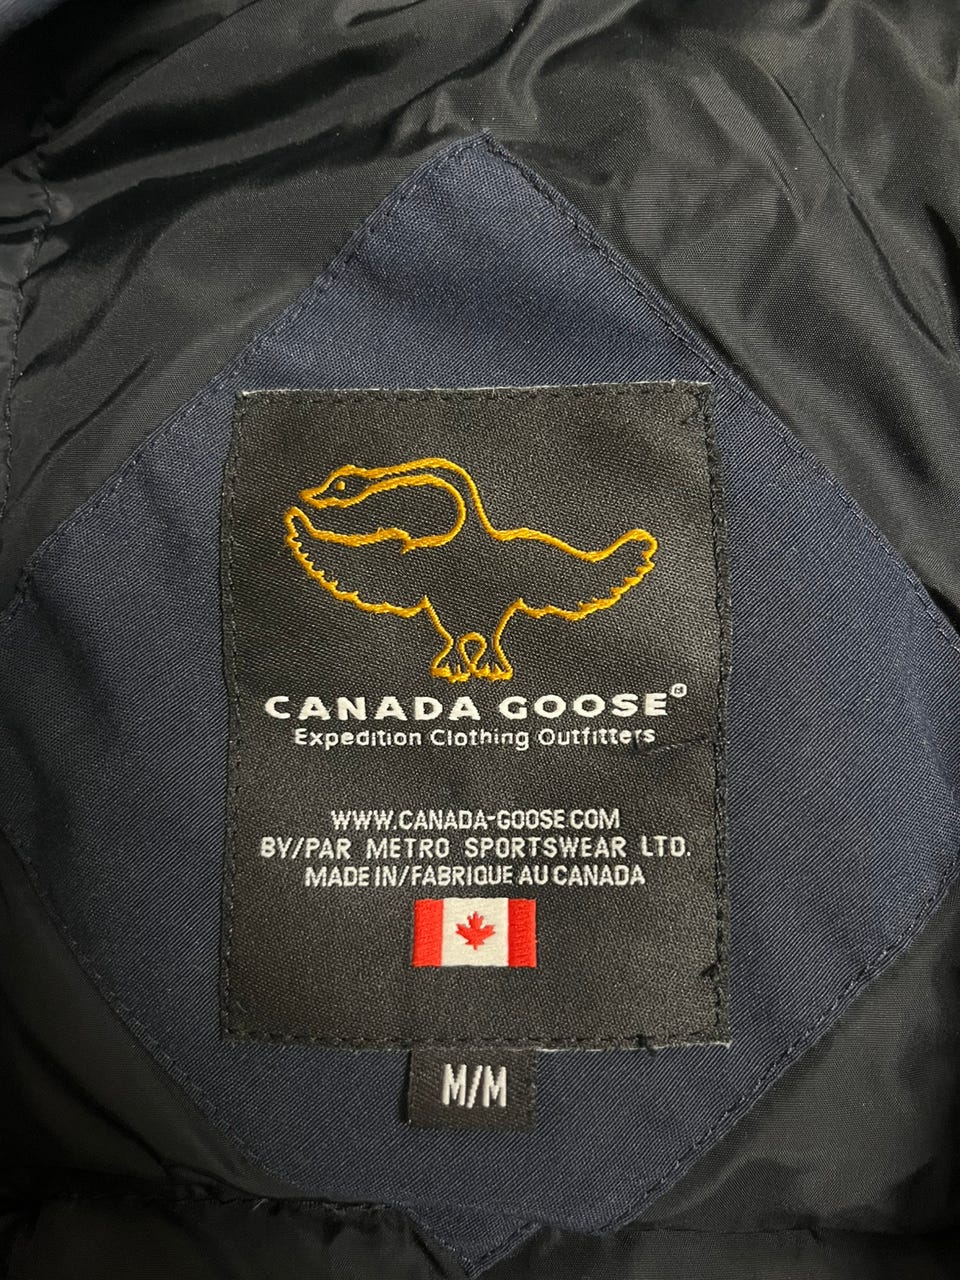 CANADA GOOSE®
Expedition Clothing Outfitters
WWW.CANADA-GOOSE.COM
BY//PAR METRO SPORTSWEAR LTD.
MADE IN/FABRIQUE AU CANADA
M/M